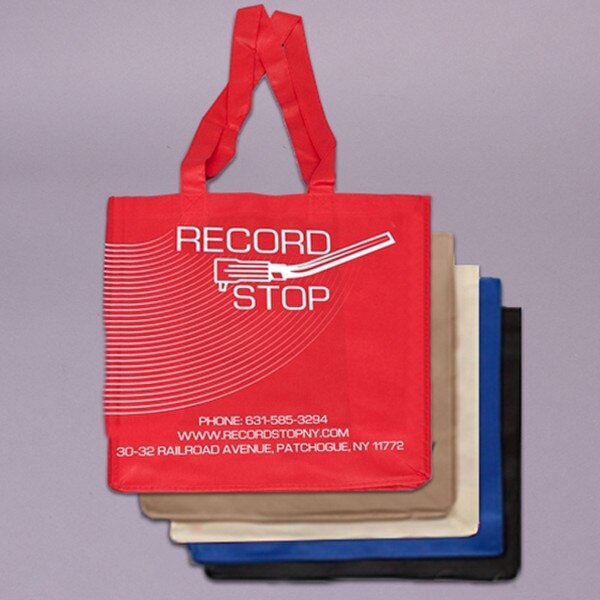 RECORD
STOP
PHONE: 631-585-3294
WWW.RECORDSTOPNY.COM
30-32 RAILROAD AVENUE, PATCHOGUE, NY 11772